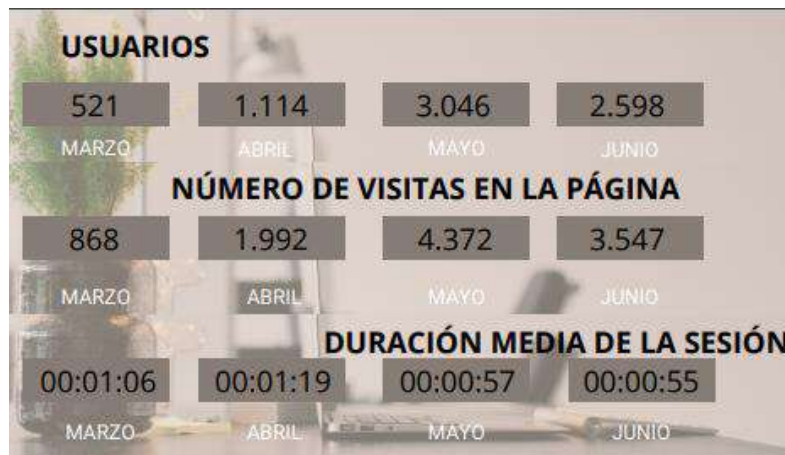 USUARIOS
521 1.114 3.046 2.598
MARZO ABRIL MAYO JUNIO
NÚMERO DE VISITAS EN LA PÁGINA
868 1.992 4.372 3.547
MARZO ABRIL MAYO JUNIO
DURACIÓN MEDIA DE LA SESIÓN
00:01:06 00:01:19 00:00:57 00:00:55
MARZO ABRIL MAYO JUNIO